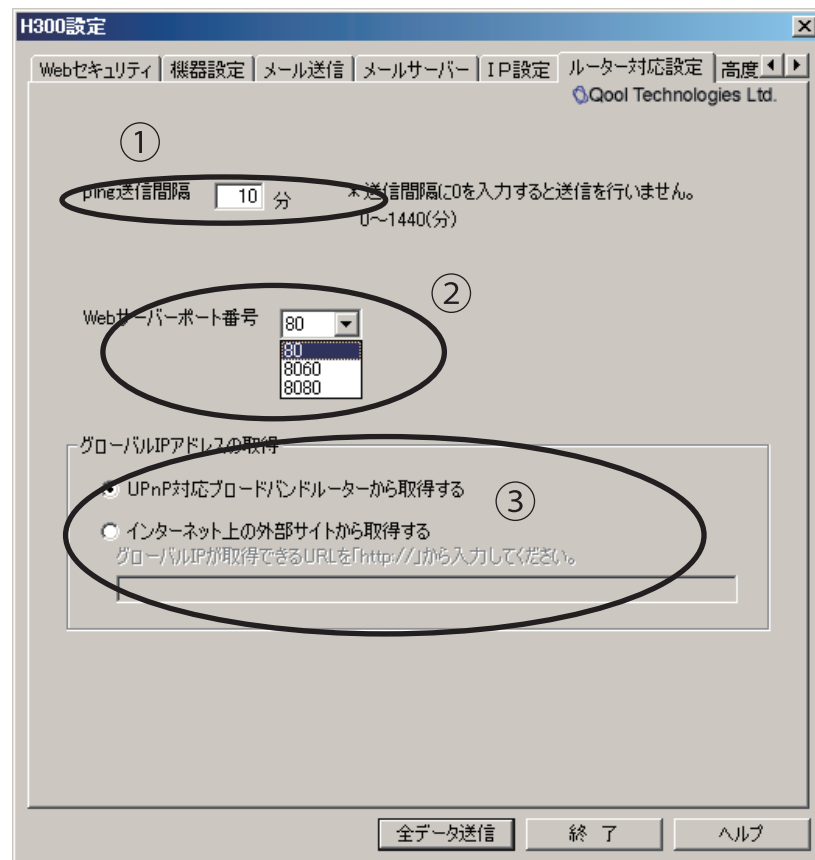 H300設定
Webセキュリティ 機器設定 メール送信 メールサーバー IP設定 ルーター対応設定 高度
Qool Technologies Ltd.
①
ping送信間隔 10 分 *送信間隔に0を入力すると送信を行いません。
0～1440(分)
②
Webサーバーポート番号 80
80
8060
8080
グローバルIPアドレスの取得
UPnP対応ブロードバンドルーターから取得する
③
インターネット上の外部サイトから取得する
グローバルIPが取得できるURLを「http://」から入力してください。
全データ送信 終了 ヘルプ